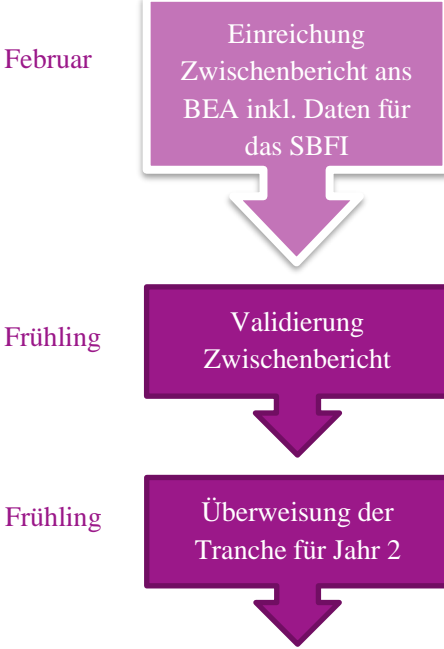 Februar
Einreichung
Zwischenbericht ans
BEA inkl. Daten für
das SBFI
Frühling
Validierung
Zwischenbericht
Frühling
Überweisung der
Tranche für Jahr 2